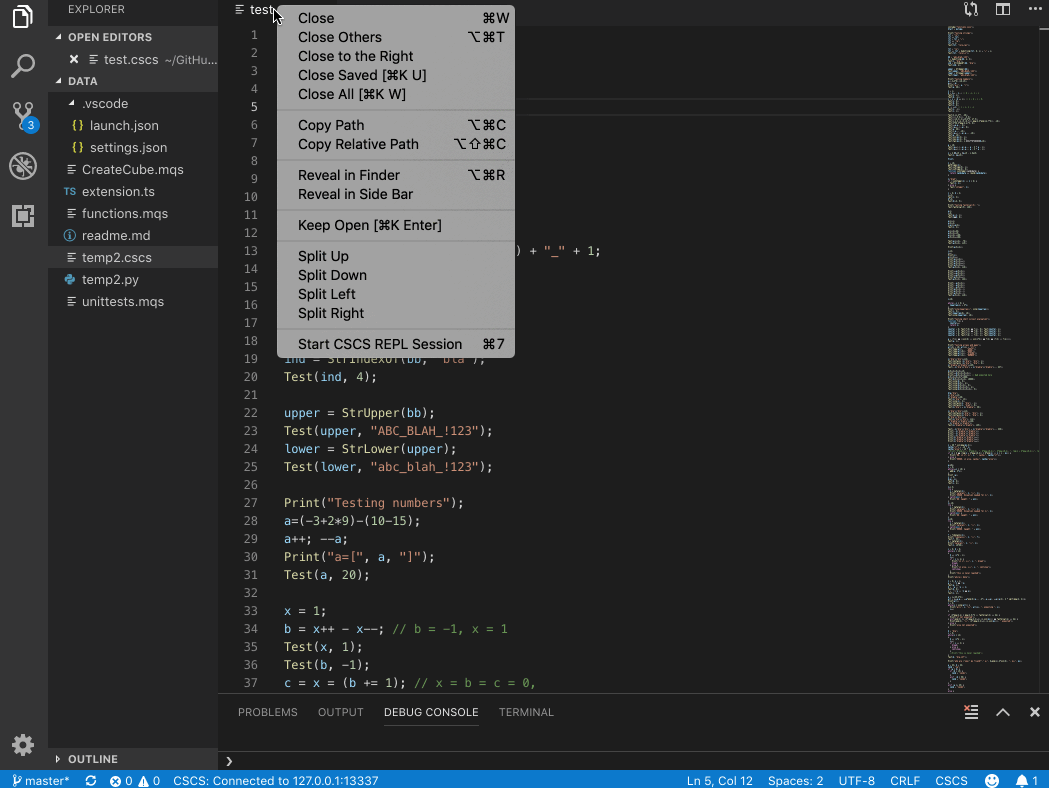 EXPLORER
OPEN EDITORS
test.cscs ~/GitHu...
DATA
.vscode
{} launch.json
{} settings.json
CreateCube.mqs
TS extension.ts
functions.mqs
readme.md
temp2.cscs
temp2.py
unittests.mqs
OUTLINE
3
test
Close ⌘W
Close Others ⌥⌘T
Close to the Right
Close Saved [⌘K U]
Close All [⌘K W]
Copy Path ⌥⌘C
Copy Relative Path ⌥⇧⌘C
Reveal in Finder ⌥⌘R
Reveal in Side Bar
Keep Open [⌘K Enter]
Split Up
Split Down
Split Left
Split Right
Start CSCS REPL Session ⌘7
1
2
3
4
5
6
7
8
9
10
11
12
13 ) + "_" + 1;
14
15
16
17
18
19 ind = StrIndexOf(bb, "bla");
20 Test(ind, 4);
21
22 upper = StrUpper(bb);
23 Test(upper, "ABC_BLAH_!123");
24 lower = StrLower(upper);
25 Test(lower, "abc_blah_!123");
26
27 Print("Testing numbers");
28 a=(-3+2*9)-(10-15);
29 a++; --a;
30 Print("a=[", a, "]");
31 Test(a, 20);
32
33 x = 1;
34 b = x++ - x--; // b = -1, x = 1
35 Test(x, 1);
36 Test(b, -1);
37 c = x = (b += 1); // x = b = c = 0,
PROBLEMS OUTPUT DEBUG CONSOLE TERMINAL
master* 0 0 CSCS: Connected to 127.0.0.1:13337 Ln 5, Col 12 Spaces: 2 UTF-8 CRLF CSCS 1